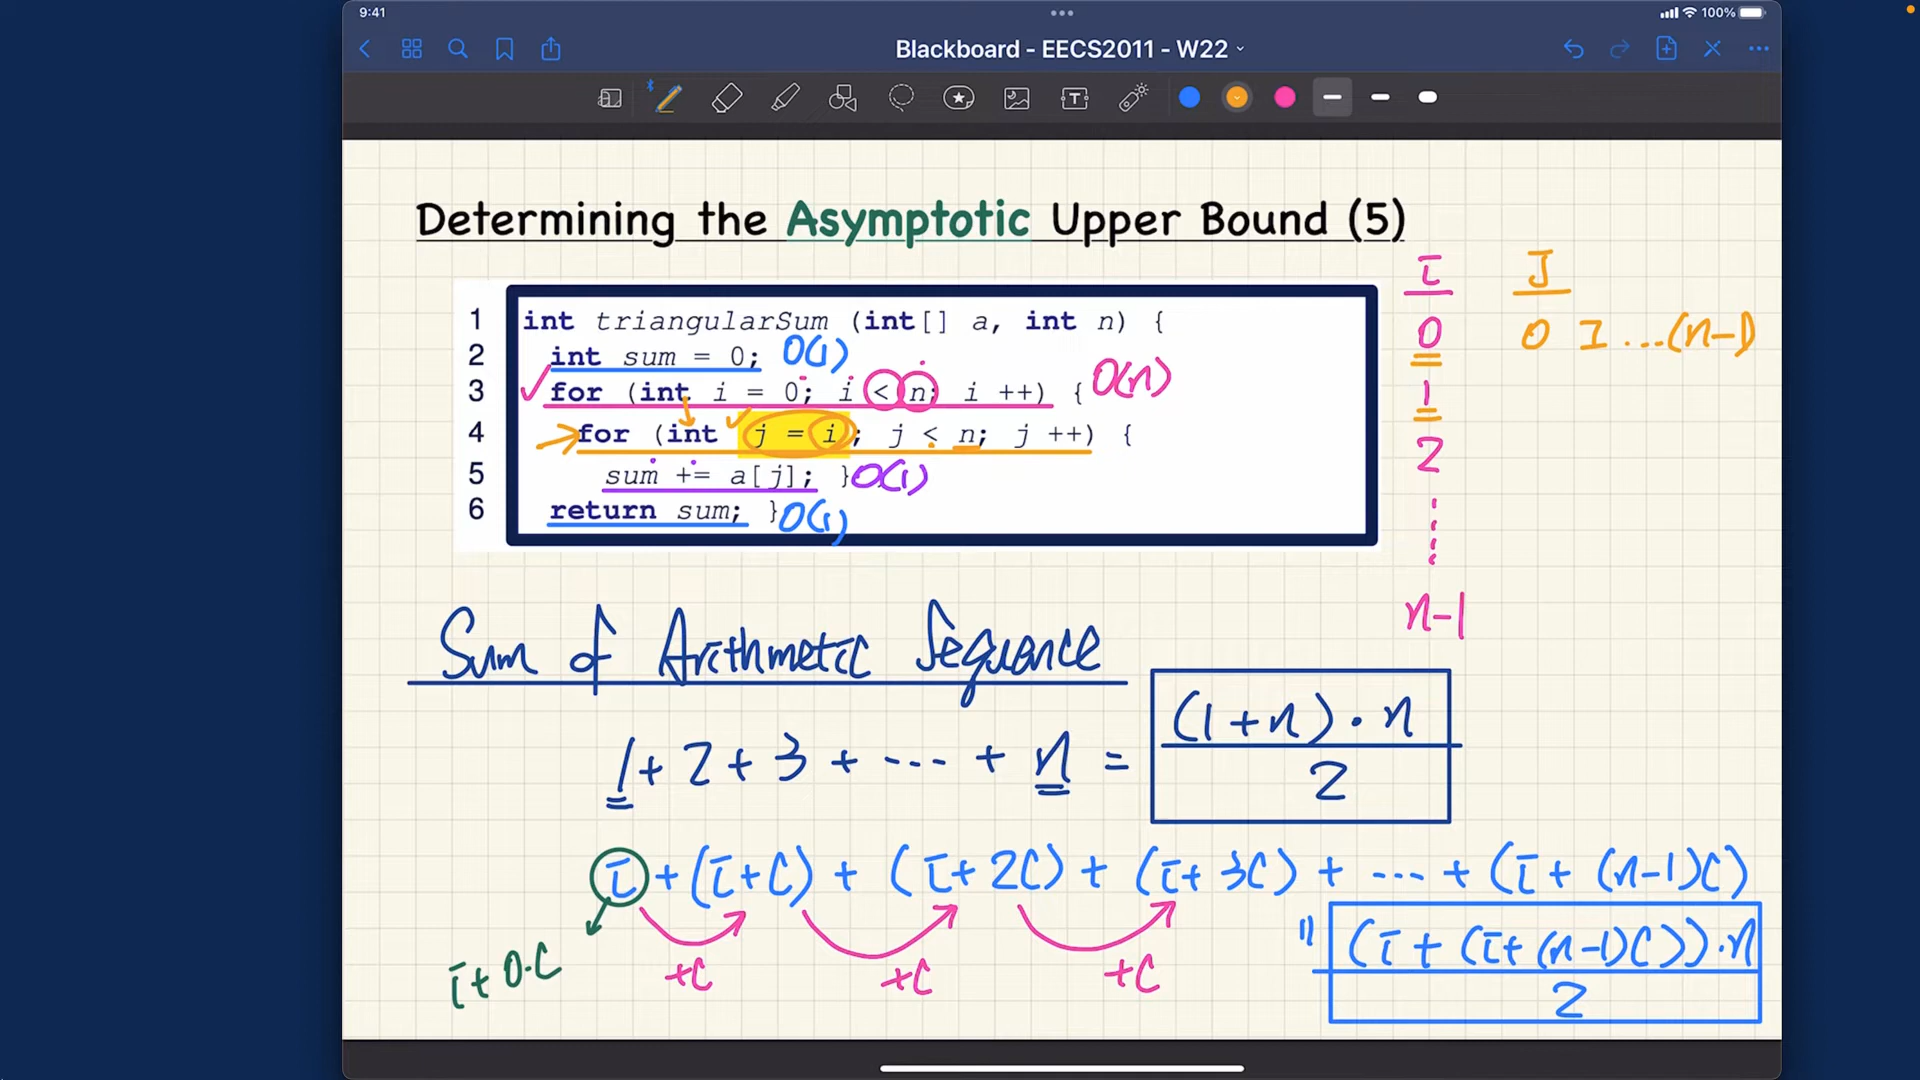 9:41
100%
Blackboard - EECS2011 - W22
Determining the Asymptotic Upper Bound (5)
1 int triangularSum (int[] a, int n) {
2 int sum = 0; O(1)
3 for (int i = 0; i < n; i ++) { O(n)
4 for (int j = i; j < n; j ++) {
5 sum += a[j]; } O(1)
6 return sum; } O(1)
I J
0 0 1 ...(n-1)
1
2
n-1
Sum of Arithmetic Sequence
1 + 2 + 3 + ... + n = (1+n)·n
2
I + (I+C) + (I+2C) + (I+3C) + ... + (I+(n-1)C)
I+0·C +C +C +C
= (I+(I+(n-1)C))·n
2